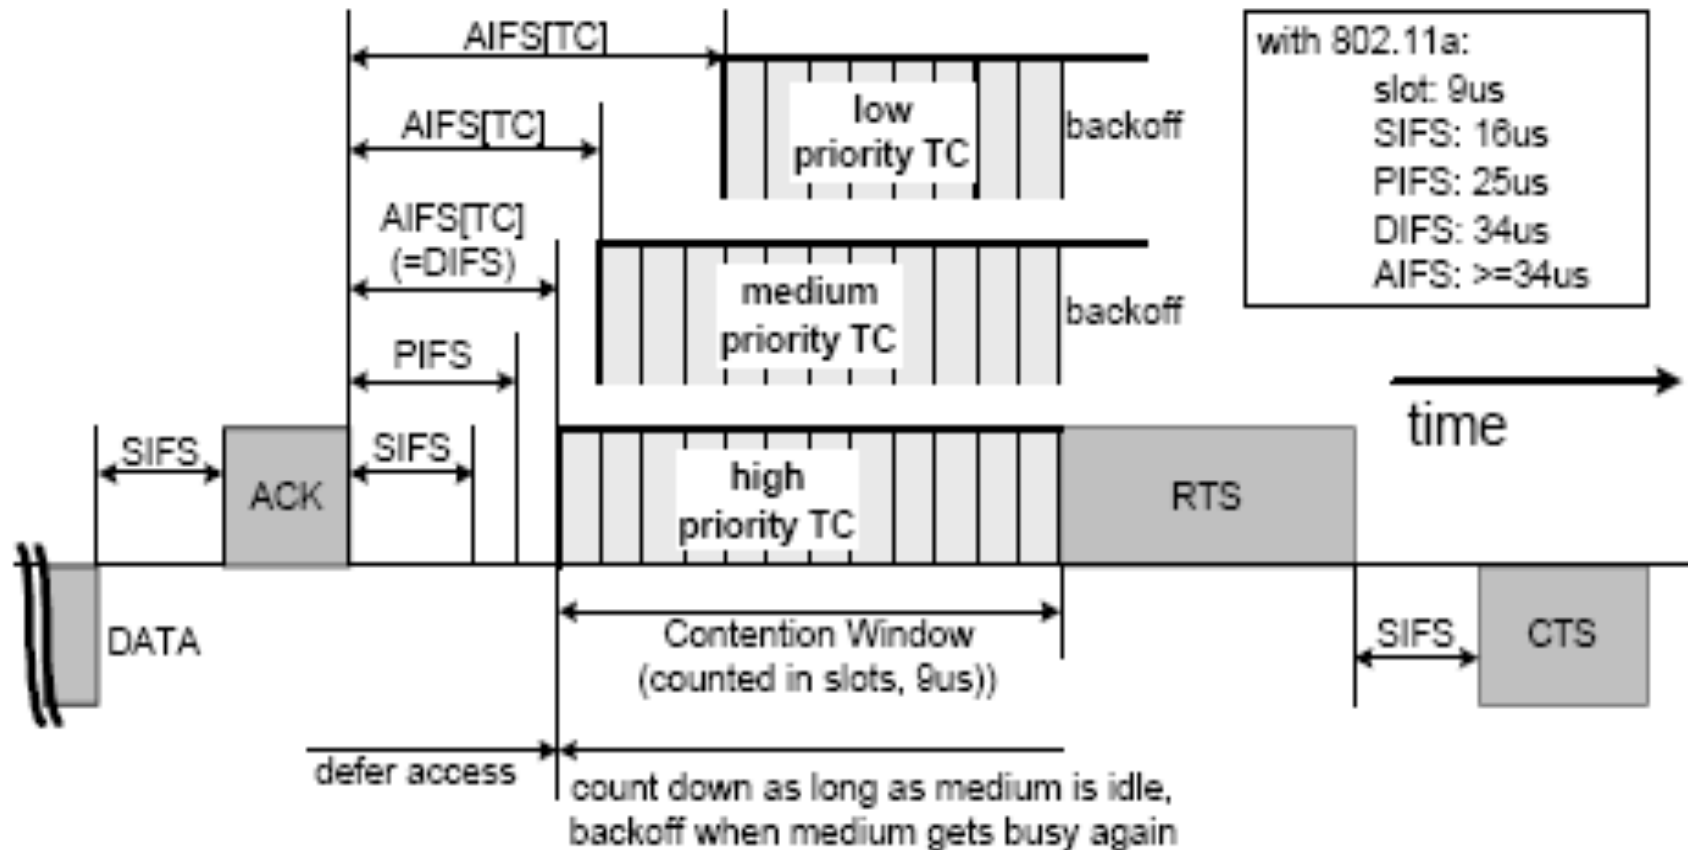 AIFS[TC]
low
priority TC
backoff
with 802.11a:
slot: 9us
SIFS: 16us
PIFS: 25us
DIFS: 34us
AIFS: >=34us
AIFS[TC]
AIFS[TC]
(=DIFS)
medium
priority TC
backoff
PIFS
time
SIFS
ACK
SIFS
high
priority TC
RTS
DATA
Contention Window
(counted in slots, 9us))
SIFS
CTS
defer access
count down as long as medium is idle,
backoff when medium gets busy again